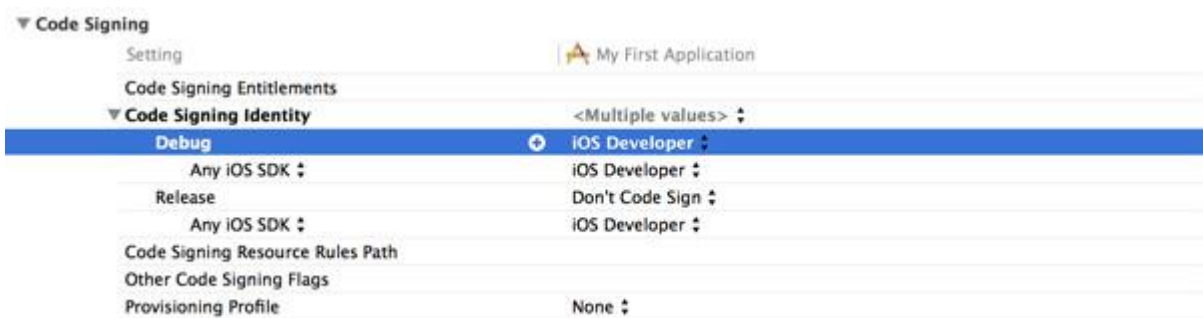 Code Signing
Setting My First Application
Code Signing Entitlements
Code Signing Identity <Multiple values>
Debug iOS Developer
Any iOS SDK iOS Developer
Release Don't Code Sign
Any iOS SDK iOS Developer
Code Signing Resource Rules Path
Other Code Signing Flags
Provisioning Profile None